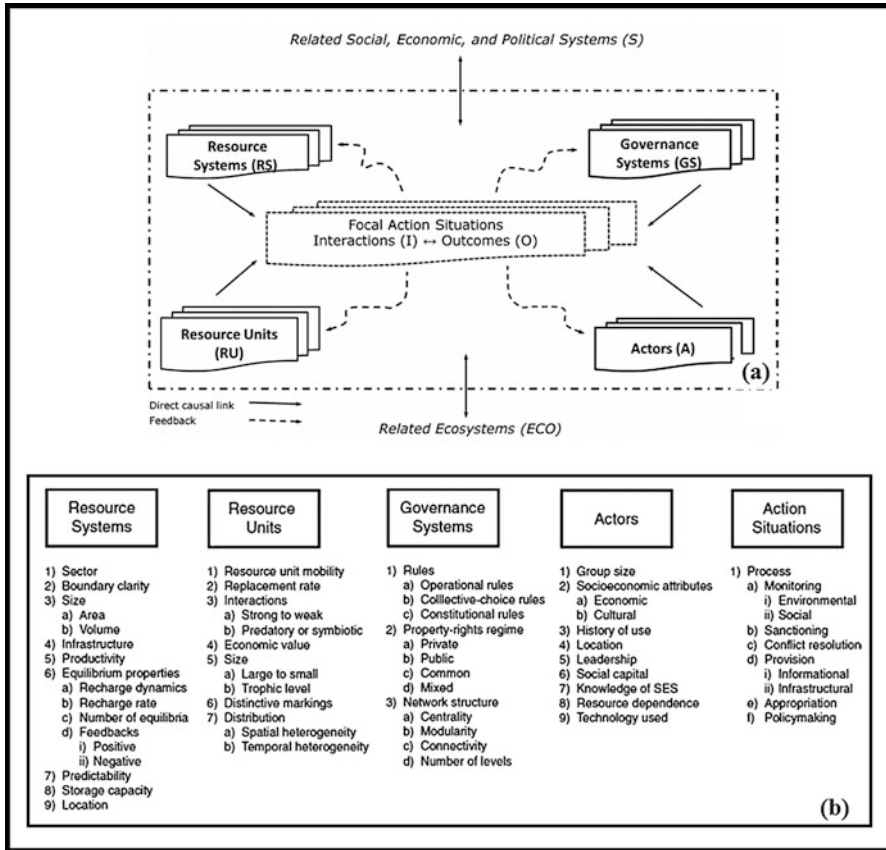 Related Social, Economic, and Political Systems (S)
Resource
Systems (RS)
Governance
Systems (GS)
Focal Action Situations
Interactions (I) ↔ Outcomes (O)
Resource Units
(RU)
Actors (A)
(a)
Direct causal link
Feedback
Related Ecosystems (ECO)
Resource
Systems
1) Sector
2) Boundary clarity
3) Size
a) Area
b) Volume
4) Infrastructure
5) Productivity
6) Equilibrium properties
a) Recharge dynamics
b) Recharge rate
c) Number of equilibria
d) Feedbacks
i) Positive
ii) Negative
7) Predictability
8) Storage capacity
9) Location
Resource
Units
1) Resource unit mobility
2) Replacement rate
3) Interactions
a) Strong to weak
b) Predatory or symbiotic
4) Economic value
5) Size
a) Large to small
b) Trophic level
6) Distinctive markings
7) Distribution
a) Spatial heterogeneity
b) Temporal heterogeneity
Governance
Systems
1) Rules
a) Operational rules
b) Colllective-choice rules
c) Constitutional rules
2) Property-rights regime
a) Private
b) Public
c) Common
d) Mixed
3) Network structure
a) Centrality
b) Modularity
c) Connectivity
d) Number of levels
Actors
1) Group size
2) Socioeconomic attributes
a) Economic
b) Cultural
3) History of use
4) Location
5) Leadership
6) Social capital
7) Knowledge of SES
8) Resource dependence
9) Technology used
Action
Situations
1) Process
a) Monitoring
i) Environmental
ii) Social
b) Sanctioning
c) Conflict resolution
d) Provision
i) Informational
ii) Infrastructural
e) Appropriation
f) Policymaking
(b)